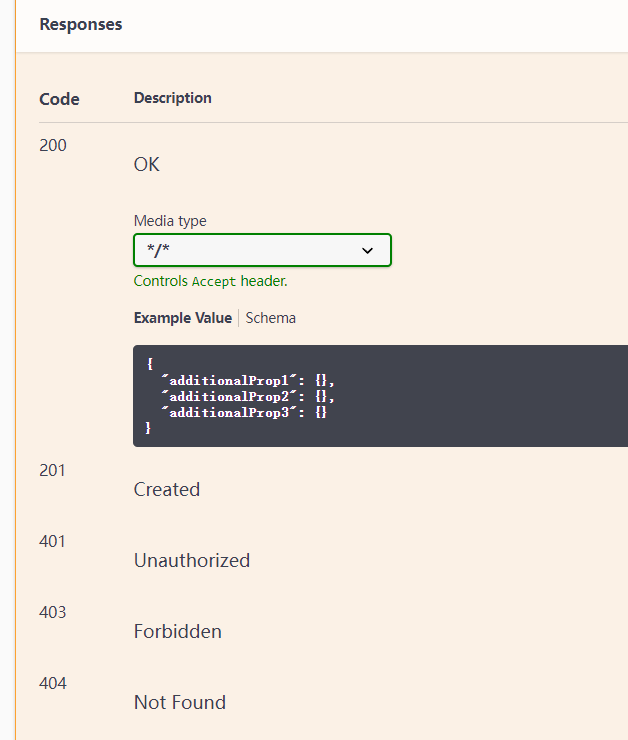 Responses
Code Description
200
OK
Media type
*/*
Controls Accept header.
Example Value Schema
{
  "additionalProp1": {},
  "additionalProp2": {},
  "additionalProp3": {}
}
201
Created
401
Unauthorized
403
Forbidden
404
Not Found